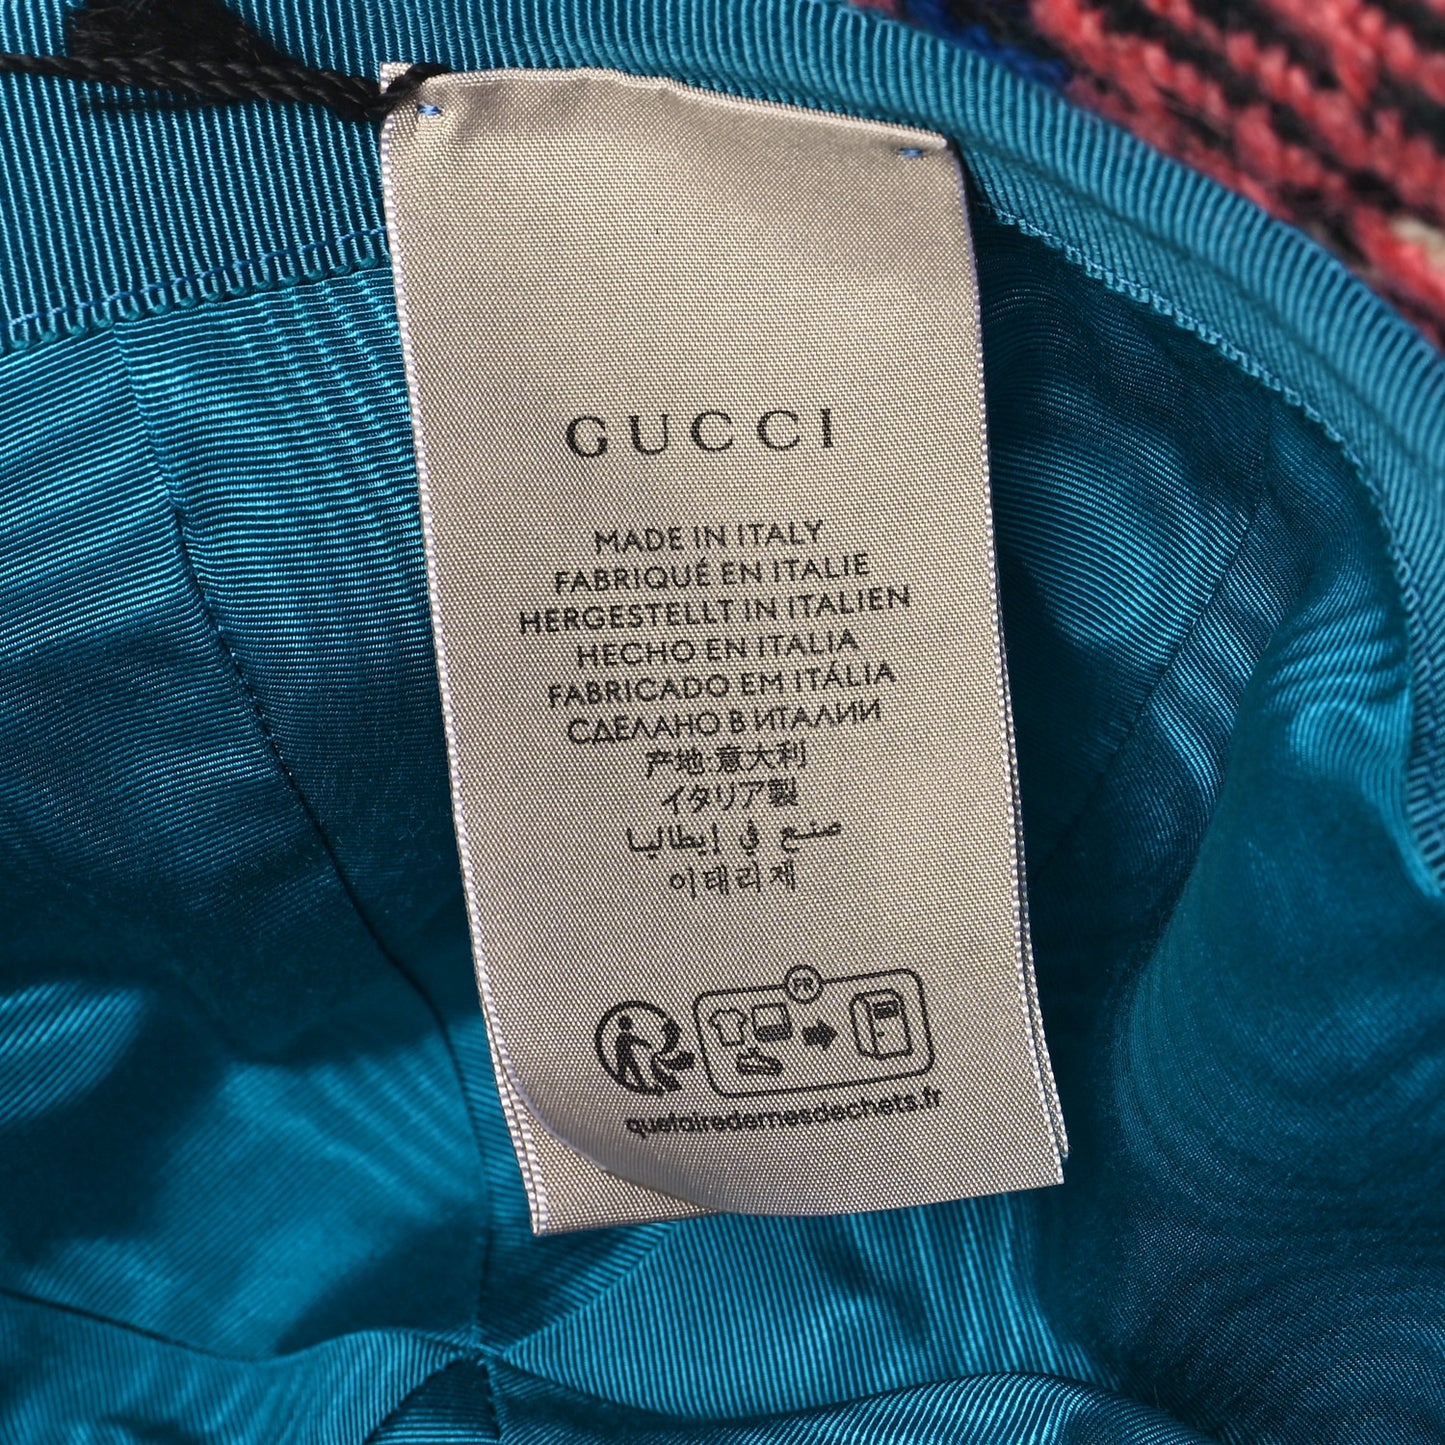 GUCCI
MADE IN ITALY
FABRIQUÉ EN ITALIE
HERGESTELLT IN ITALIEN
HECHO EN ITALIA
FABRICADO EM ITÁLIA
СДЕЛАНО В ИТАЛИИ
产地:意大利
イタリア製
صنع في إيطاليا
이태리제
FR
quefairedemesdechets.fr